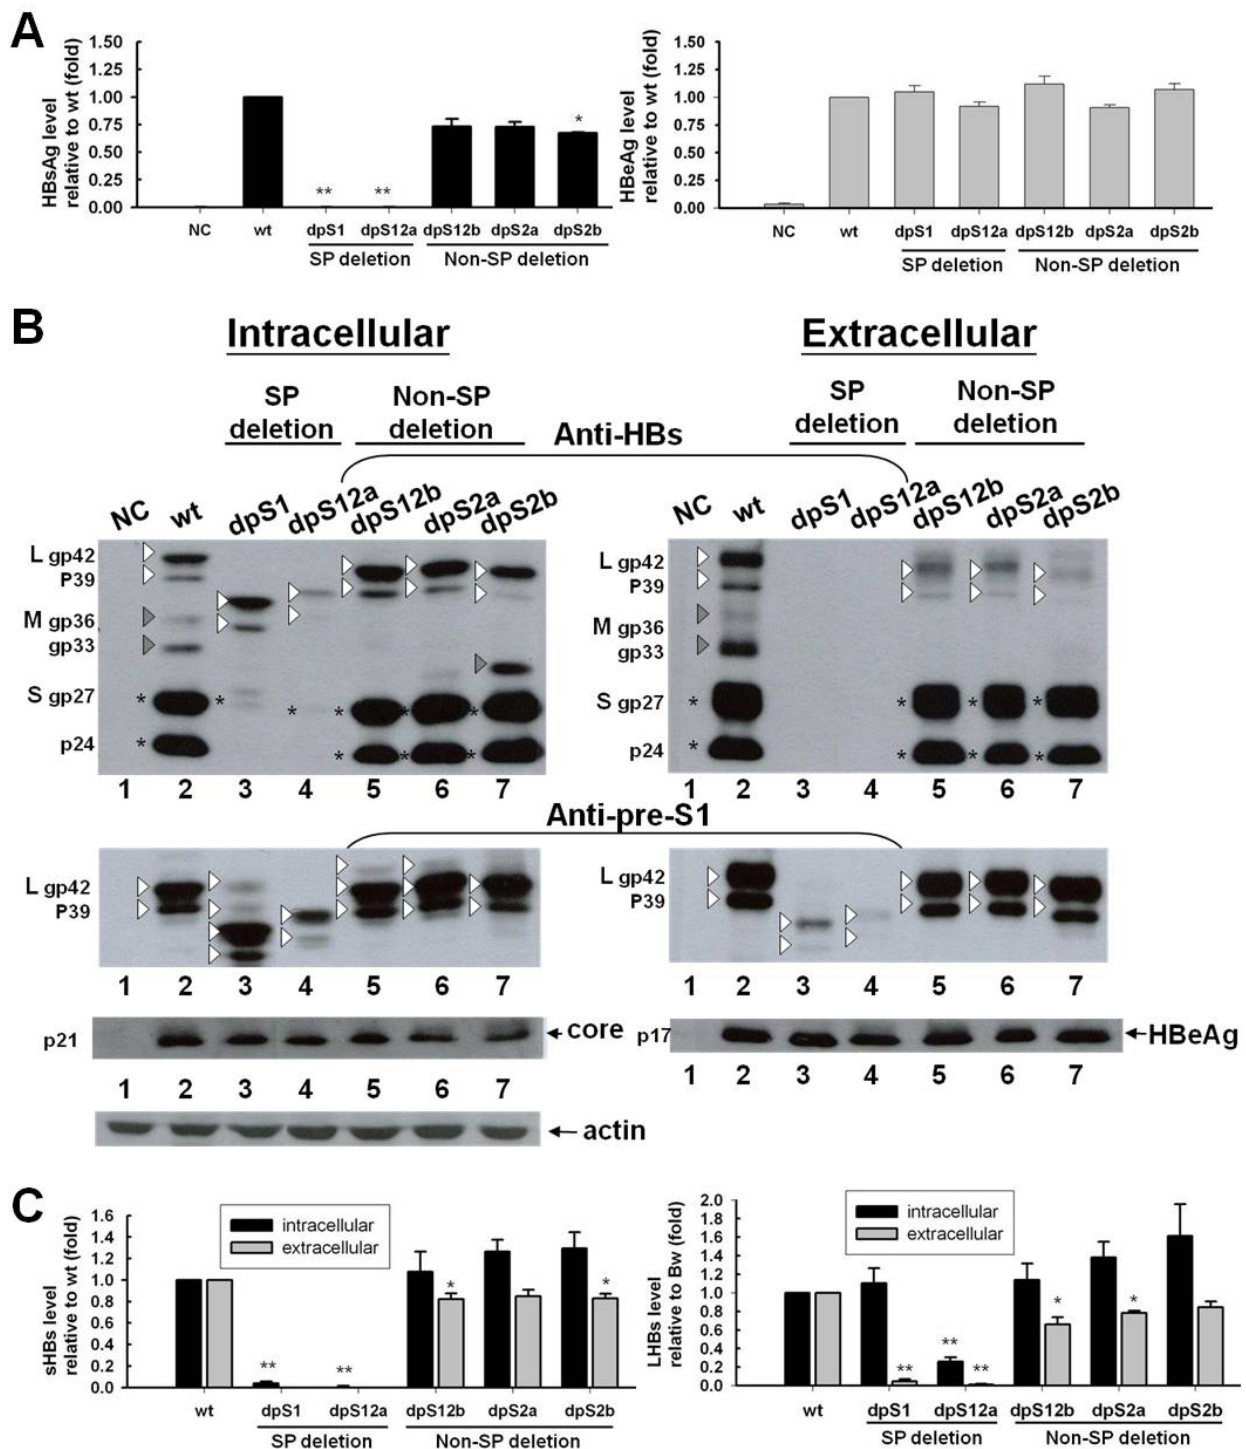 A
HBsAg level
relative to wt (fold)
1.50
1.25
1.00
0.75
0.50
0.25
0.00
** ** *
NC wt dpS1 dpS12a dpS12b dpS2a dpS2b
SP deletion Non-SP deletion
HBeAg level
relative to wt (fold)
1.50
1.25
1.00
0.75
0.50
0.25
0.00
NC wt dpS1 dpS12a dpS12b dpS2a dpS2b
SP deletion Non-SP deletion
B
Intracellular Extracellular
SP deletion Non-SP deletion SP deletion Non-SP deletion
Anti-HBs
NC wt dpS1 dpS12a dpS12b dpS2a dpS2b
NC wt dpS1 dpS12a dpS12b dpS2a dpS2b
L gp42
P39
M gp36
gp33
S gp27 * * * * * *
p24 * * * *
1 2 3 4 5 6 7
L gp42
P39
M gp36
gp33
S gp27 * * * *
p24 * * * *
1 2 3 4 5 6 7
Anti-pre-S1
L gp42
P39
1 2 3 4 5 6 7
L gp42
P39
1 2 3 4 5 6 7
p21 core
1 2 3 4 5 6 7
p17 HBeAg
1 2 3 4 5 6 7
actin
C
sHBs level
relative to wt (fold)
1.6
1.4
1.2
1.0
0.8
0.6
0.4
0.2
0.0
intracellular
extracellular
** ** * *
wt dpS1 dpS12a dpS12b dpS2a dpS2b
SP deletion Non-SP deletion
LHBs level
relative to Bw (fold)
2.0
1.8
1.6
1.4
1.2
1.0
0.8
0.6
0.4
0.2
0.0
intracellular
extracellular
** ** ** * *
wt dpS1 dpS12a dpS12b dpS2a dpS2b
SP deletion Non-SP deletion